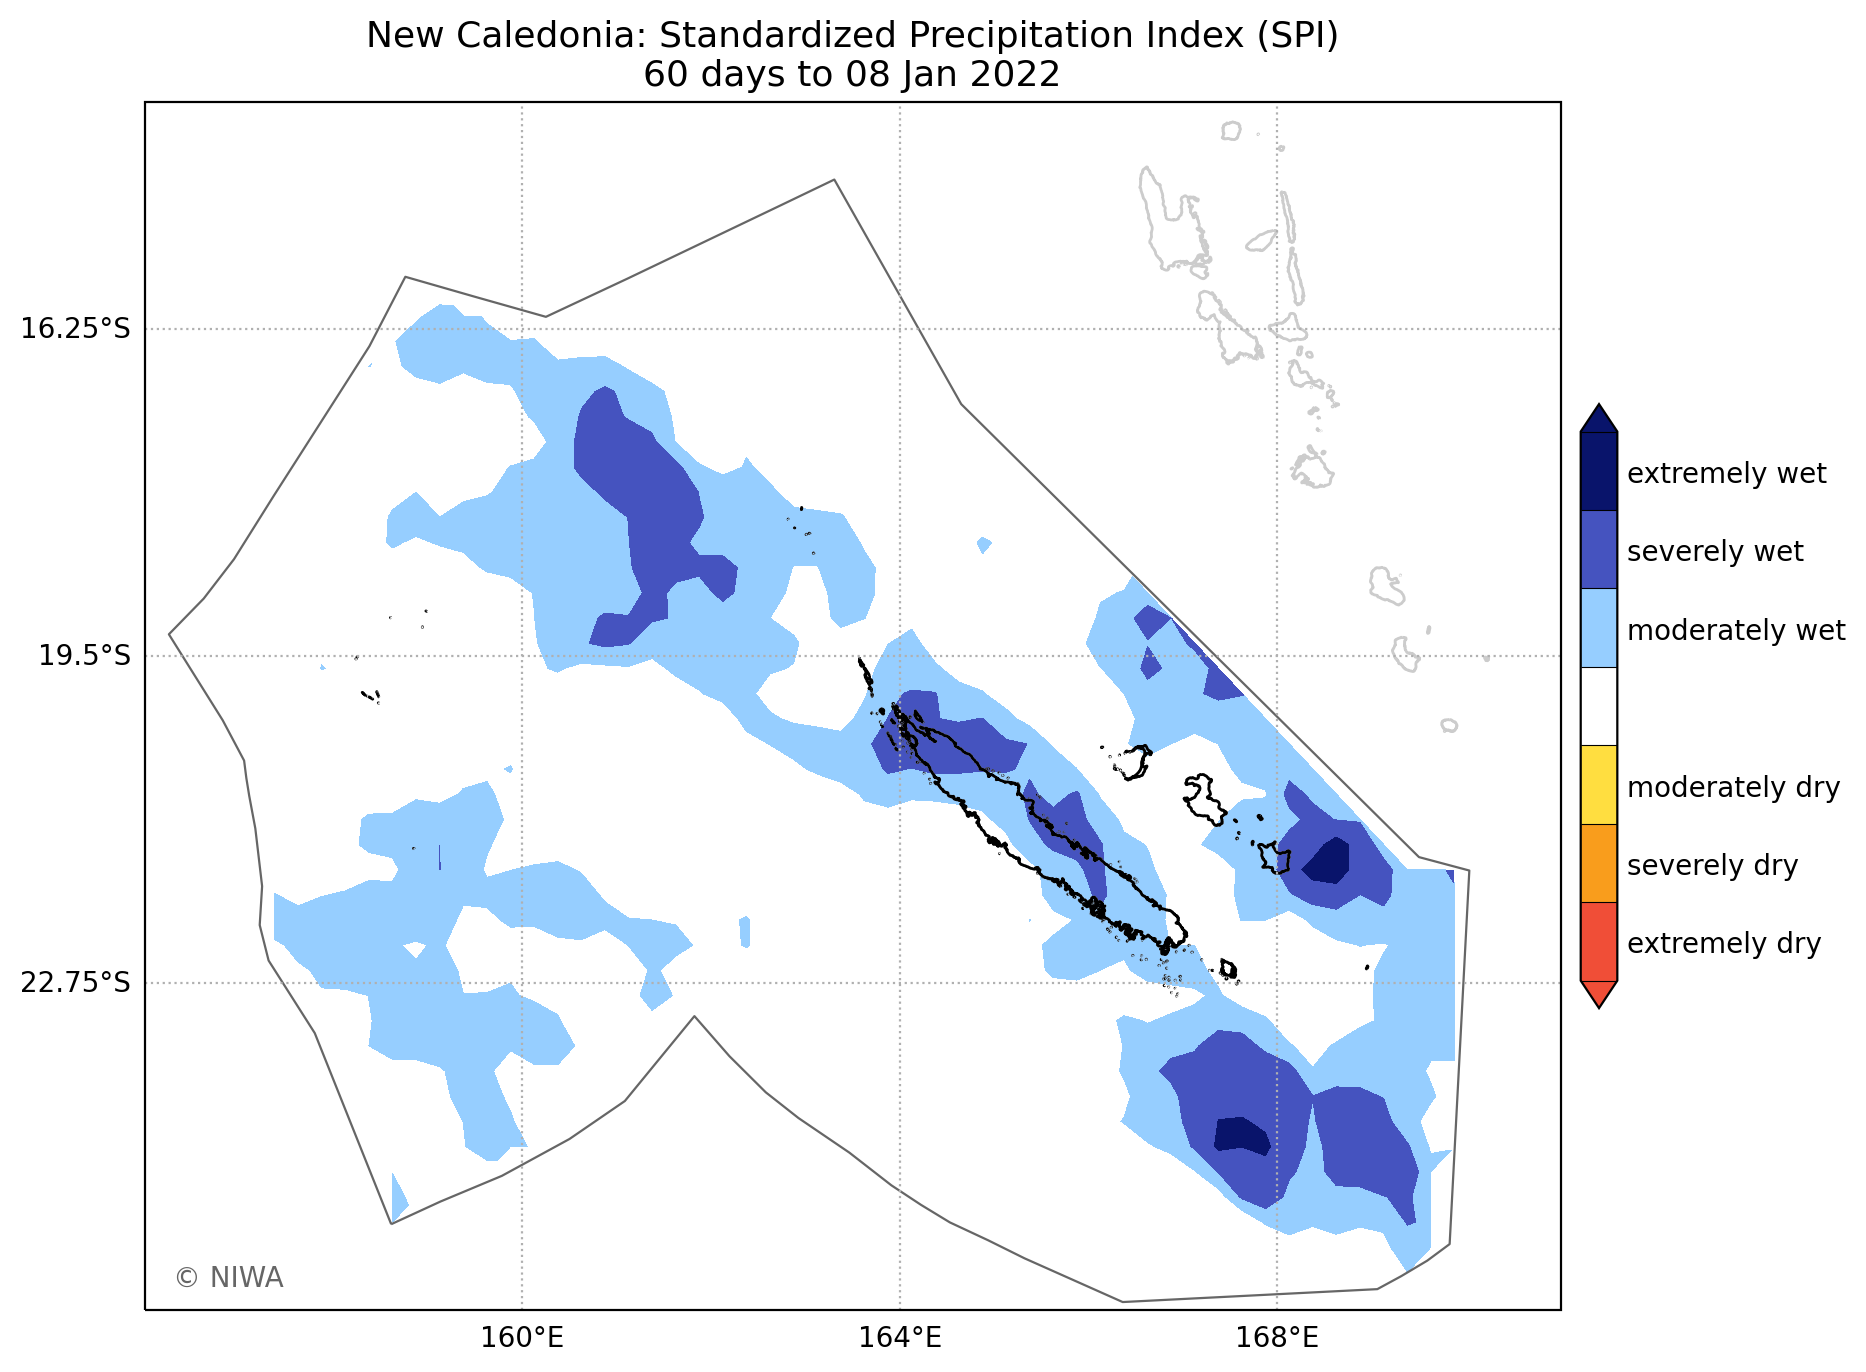 New Caledonia: Standardized Precipitation Index (SPI)
60 days to 08 Jan 2022
16.25°S
19.5°S
22.75°S
160°E
164°E
168°E
extremely wet
severely wet
moderately wet
moderately dry
severely dry
extremely dry
© NIWA